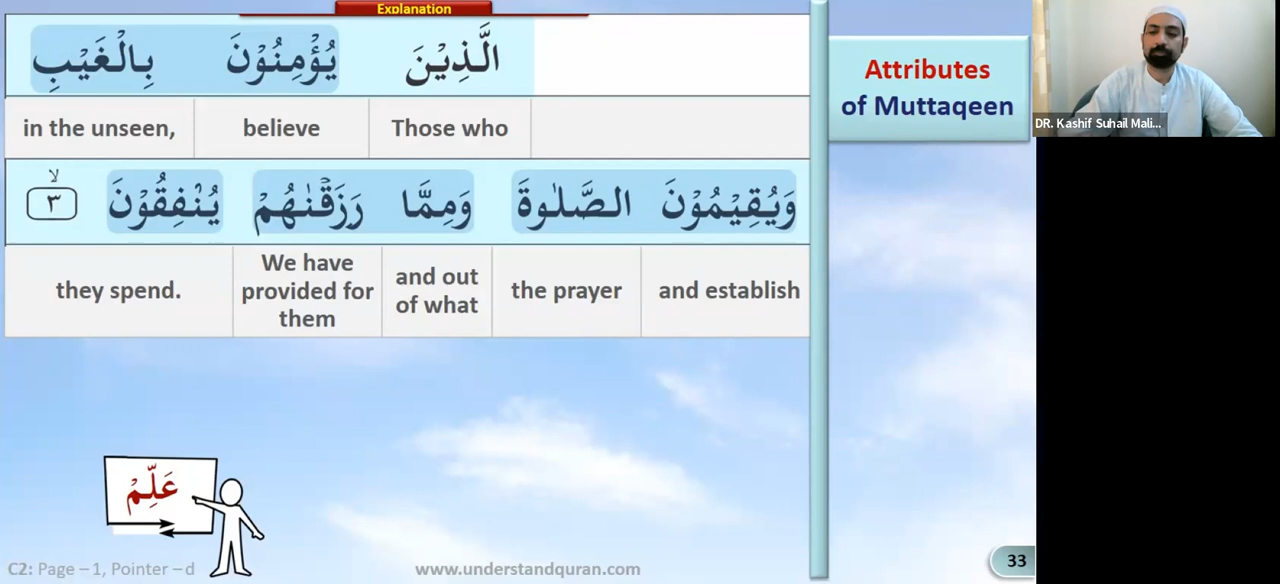 Explanation
Attributes
of Muttaqeen
الَّذِيْنَ يُؤْمِنُوْنَ بِالْغَيْبِ
in the unseen, believe Those who
وَيُقِيْمُوْنَ الصَّلٰوةَ وَمِمَّا رَزَقْنٰهُمْ يُنْفِقُوْنَ ۙ ٣
they spend. We have provided for them and out of what the prayer and establish
عَلِّمْ
C2: Page – 1, Pointer – d
www.understandquran.com
33
DR. Kashif Suhail Mali...